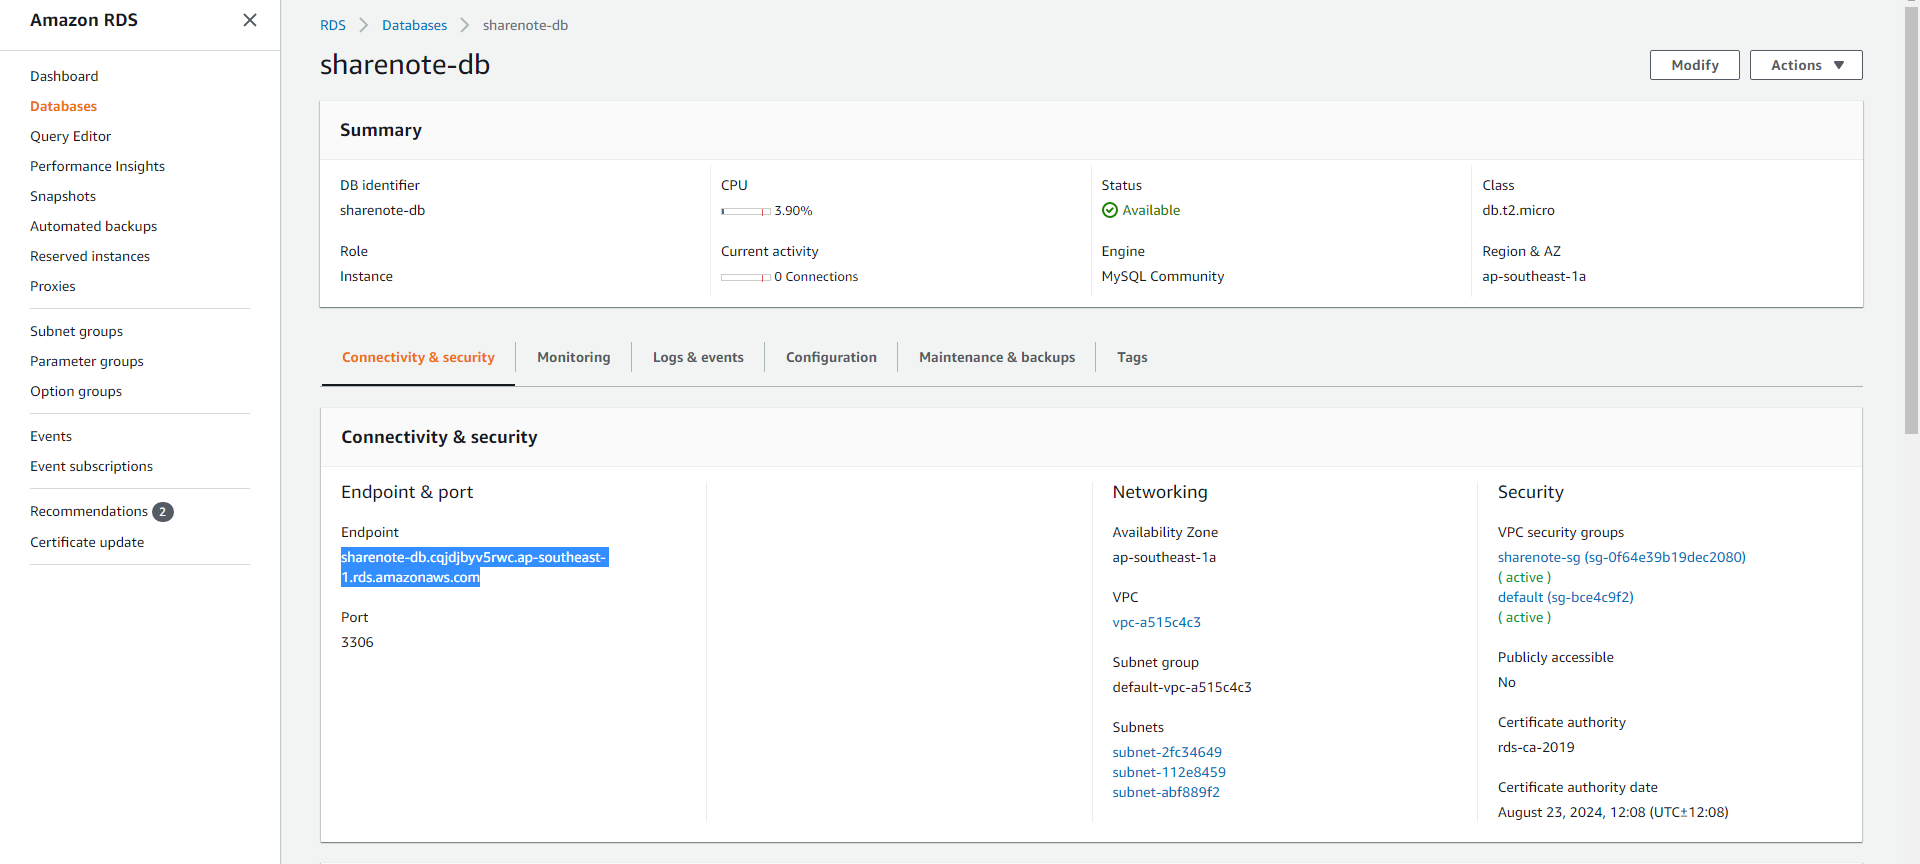 Amazon RDS
Dashboard
Databases
Query Editor
Performance Insights
Snapshots
Automated backups
Reserved instances
Proxies
Subnet groups
Parameter groups
Option groups
Events
Event subscriptions
Recommendations 2
Certificate update
RDS > Databases > sharenote-db
sharenote-db
Modify
Actions
Summary
DB identifier
sharenote-db
CPU
3.90%
Status
Available
Class
db.t2.micro
Role
Instance
Current activity
0 Connections
Engine
MySQL Community
Region & AZ
ap-southeast-1a
Connectivity & security
Monitoring
Logs & events
Configuration
Maintenance & backups
Tags
Connectivity & security
Endpoint & port
Endpoint
sharenote-db.cqjdjbyv5rwc.ap-southeast-
1.rds.amazonaws.com
Port
3306
Networking
Availability Zone
ap-southeast-1a
VPC
vpc-a515c4c3
Subnet group
default-vpc-a515c4c3
Subnets
subnet-2fc34649
subnet-112e8459
subnet-abf889f2
Security
VPC security groups
sharenote-sg (sg-0f64e39b19dec2080)
( active )
default (sg-bce4c9f2)
( active )
Publicly accessible
No
Certificate authority
rds-ca-2019
Certificate authority date
August 23, 2024, 12:08 (UTC±12:08)